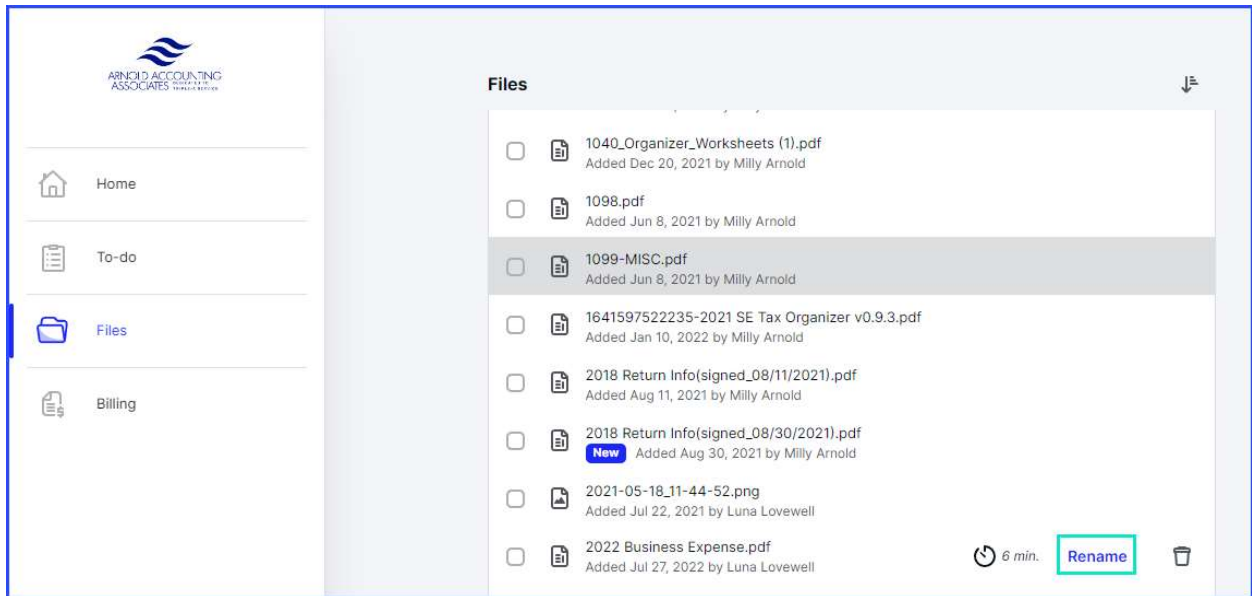 ARNOLD ACCOUNTING
ASSOCIATES
Files
Home
To-do
Files
Billing
1040_Organizer_Worksheets (1).pdf
Added Dec 20, 2021 by Milly Arnold
1098.pdf
Added Jun 8, 2021 by Milly Arnold
1099-MISC.pdf
Added Jun 8, 2021 by Milly Arnold
1641597522235-2021 SE Tax Organizer v0.9.3.pdf
Added Jan 10, 2022 by Milly Arnold
2018 Return Info(signed_08/11/2021).pdf
Added Aug 11, 2021 by Milly Arnold
2018 Return Info(signed_08/30/2021).pdf
New Added Aug 30, 2021 by Milly Arnold
2021-05-18_11-44-52.png
Added Jul 22, 2021 by Luna Lovewell
2022 Business Expense.pdf
Added Jul 27, 2022 by Luna Lovewell
6 min. Rename